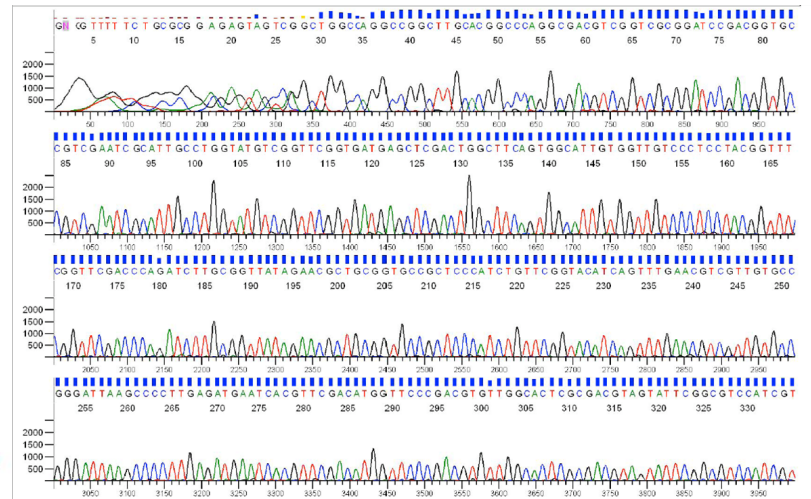 GNGGTTTTTCTGCGCGGAGAGTAGTCGGCTGGCCAGGCCGGCTTGCACGGCCCAGGCGACGTCGGTCGCGGATCCGACGGTGC
5 10 15 20 25 30 35 40 45 50 55 60 65 70 75 80
2000
1500
1000
500
50 100 150 200 250 300 350 400 450 500 550 600 650 700 750 800 850 900 950
CGTCGAATCGCATTGCCTGGTATGTCGGTTCGGTGATGAGCTCGACTGGCTTCAGTGGCATTGTGGTTGTCCCTCCTACGGTTT
85 90 95 100 105 110 115 120 125 130 135 140 145 150 155 160 165
2000
1500
1000
500
1050 1100 1150 1200 1250 1300 1350 1400 1450 1500 1550 1600 1650 1700 1750 1800 1850 1900 1950
CGGTTCGACCCAGATCTTGCGGTTATAGAACGCTGCGGTGCCGCTCCCATCTGTTCGGTACATCAGTTTGAACGTCGTTGTGCC
170 175 180 185 190 195 200 205 210 215 220 225 230 235 240 245 250
2000
1500
1000
500
2050 2100 2150 2200 2250 2300 2350 2400 2450 2500 2550 2600 2650 2700 2750 2800 2850 2900 2950
GGGATTAAGCCCCTTGAGATGAATCACGTTCGACATGGTTCCCGACGTGTTGGCACTCGCGACGTAGTATTCGGCGTCCATCGT
255 260 265 270 275 280 285 290 295 300 305 310 315 320 325 330
2000
1500
1000
500
3050 3100 3150 3200 3250 3300 3350 3400 3450 3500 3550 3600 3650 3700 3750 3800 3850 3900 3950